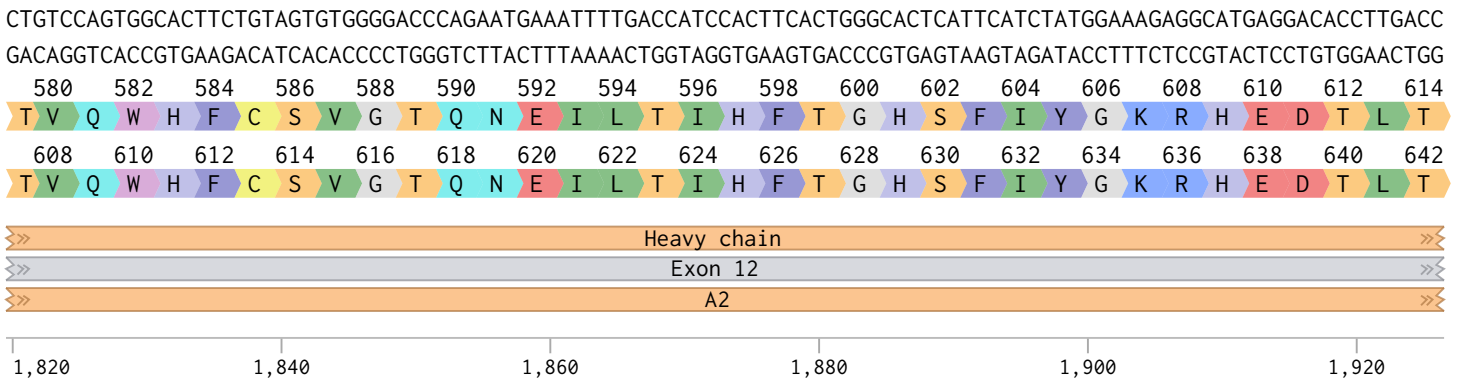 CTGTCCAGTGGCACTTCTGTAGTGTGGGGACCCAGAATGAAATTTTGACCATCCACTTCACTGGGCACTCATTCATCTATGGAAAGAGGCATGAGGACACCTTGACC
GACAGGTCACCGTGAAGACATCACACCCCTGGGTCTTACTTTAAAACTGGTAGGTGAAGTGACCCGTGAGTAAGTAGATACCTTTCTCCGTACTCCTGTGGAACTGG
580 582 584 586 588 590 592 594 596 598 600 602 604 606 608 610 612 614
T V Q W H F C S V G T Q N E I L T I H F T G H S F I Y G K R H E D T L T
608 610 612 614 616 618 620 622 624 626 628 630 632 634 636 638 640 642
T V Q W H F C S V G T Q N E I L T I H F T G H S F I Y G K R H E D T L T
Heavy chain
Exon 12
A2
1,820 1,840 1,860 1,880 1,900 1,920